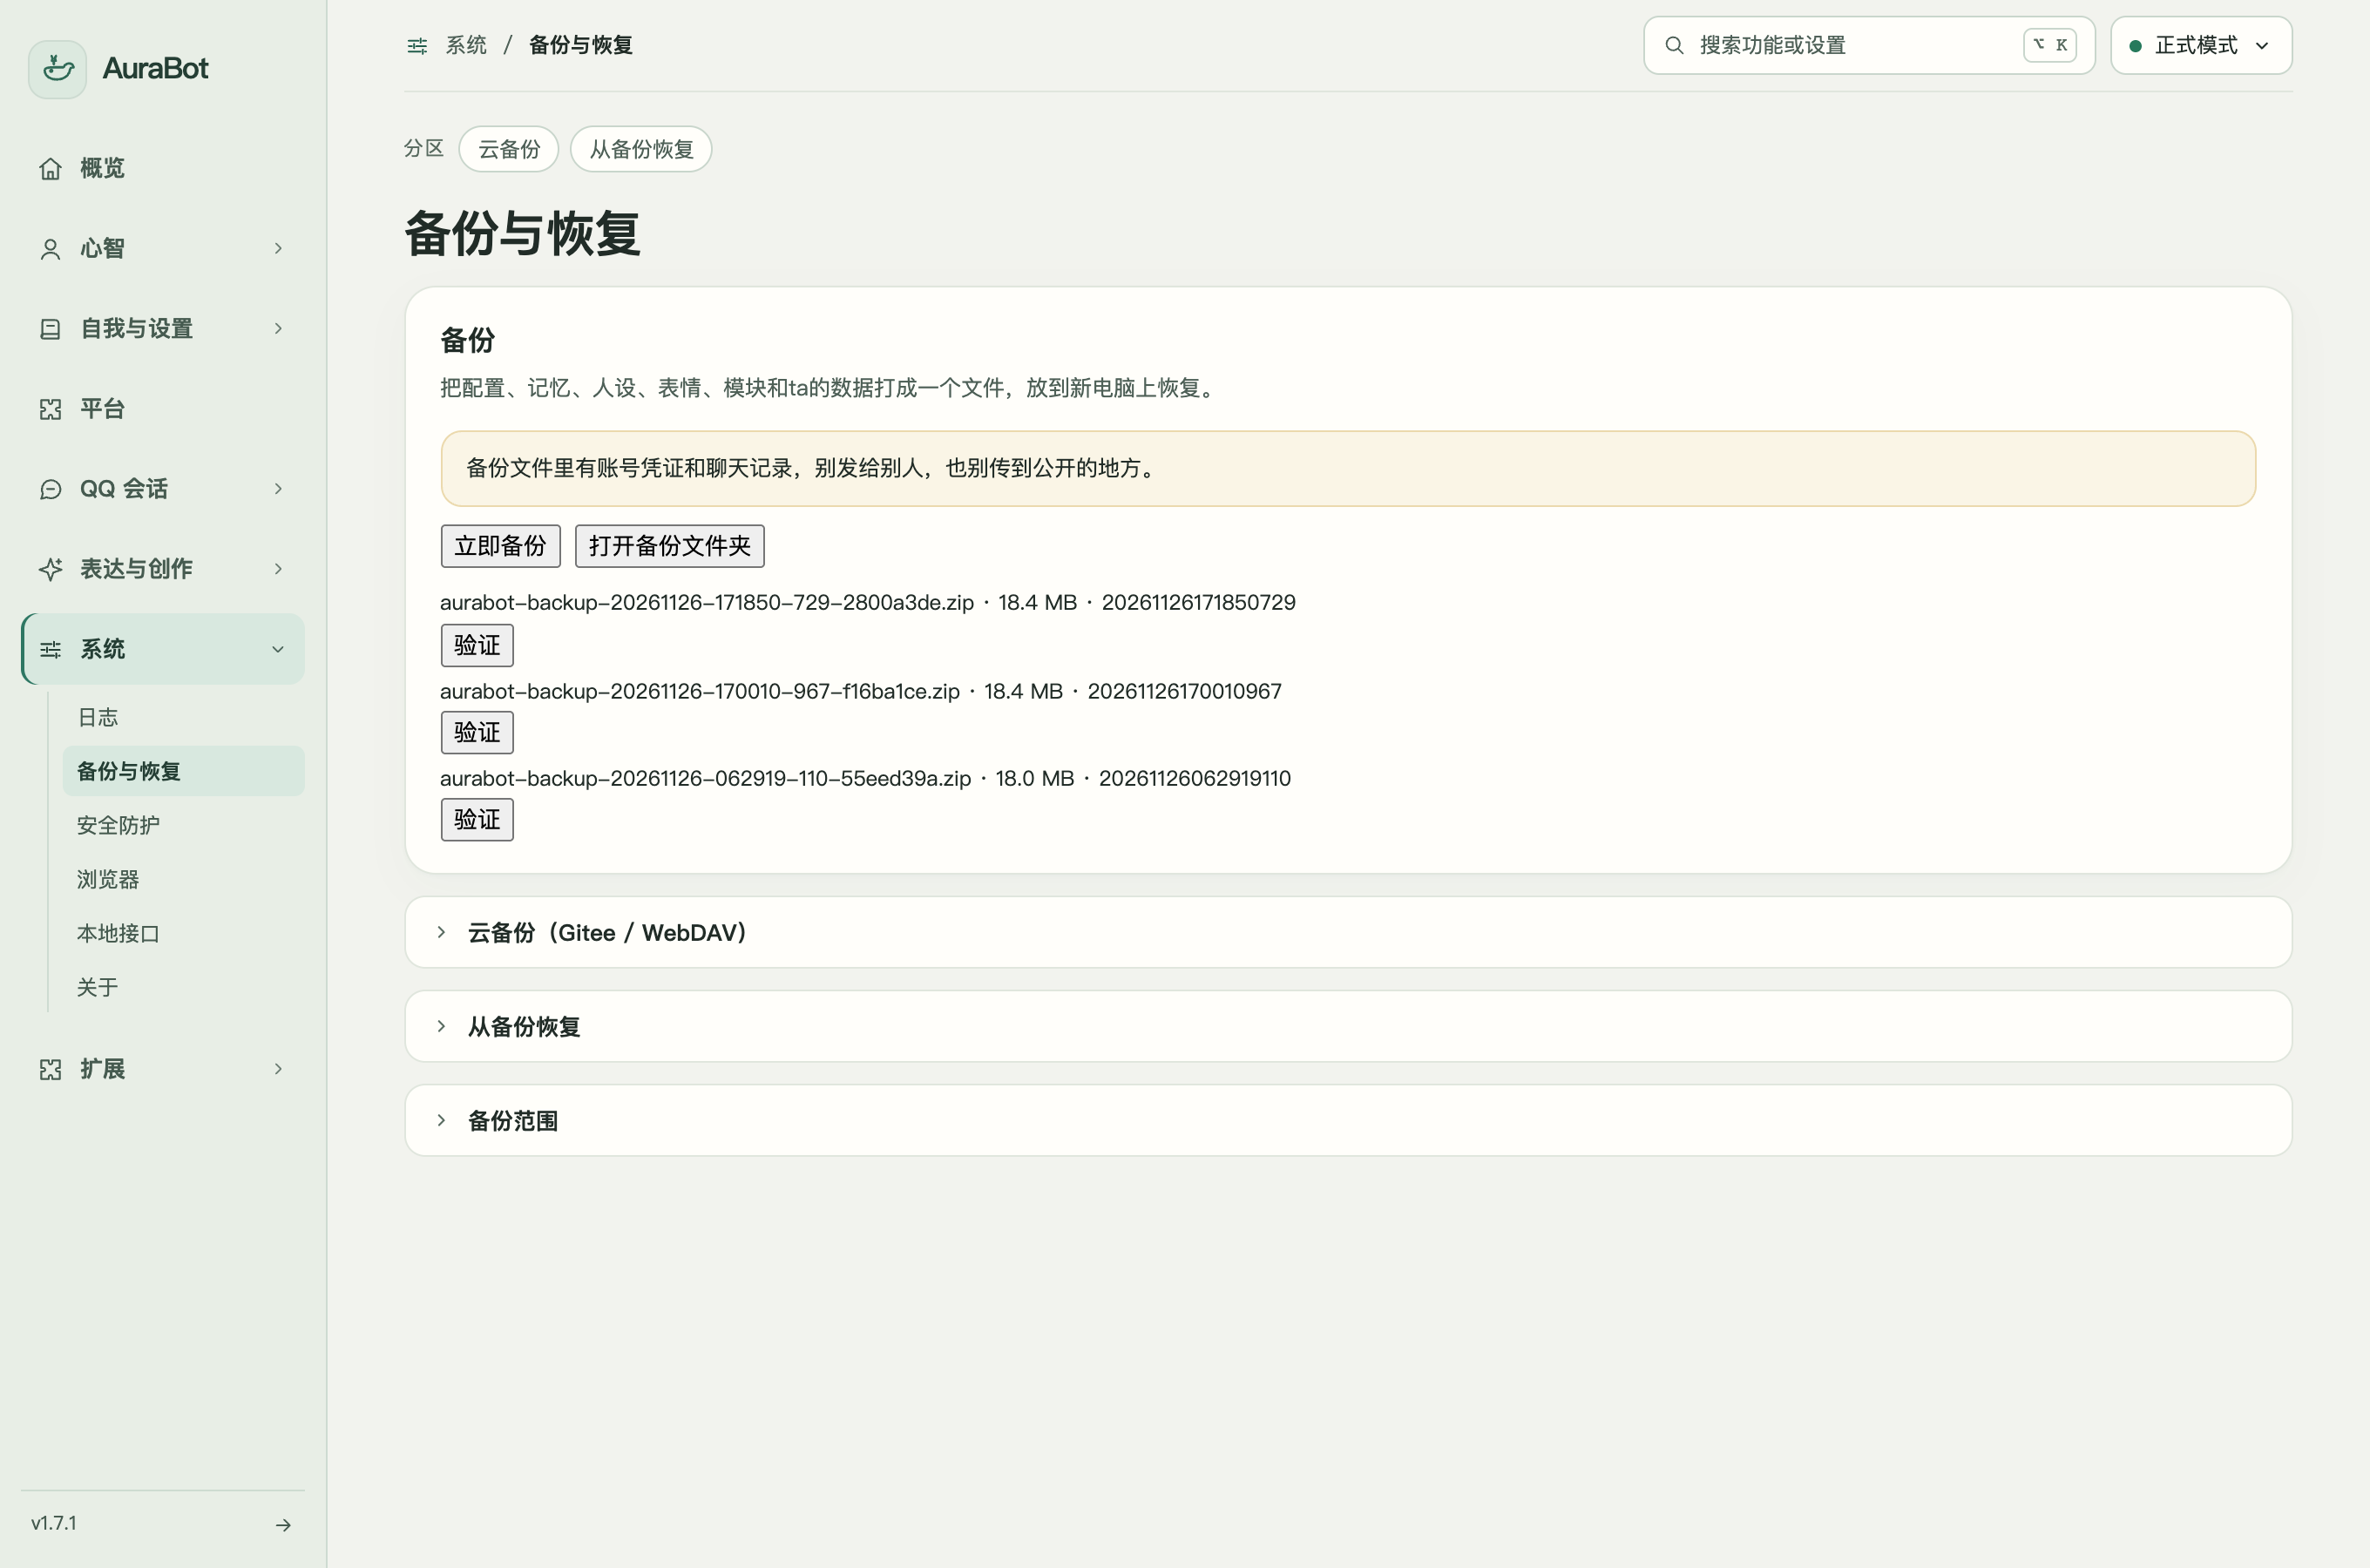 AuraBot
概览
心智
自我与设置
平台
QQ 会话
表达与创作
系统
日志
备份与恢复
安全防护
浏览器
本地接口
关于
扩展
v1.7.1
系统 / 备份与恢复
搜索功能或设置
⌥ K
正式模式
分区 云备份 从备份恢复
备份与恢复
备份
把配置、记忆、人设、表情、模块和ta的数据打成一个文件，放到新电脑上恢复。
备份文件里有账号凭证和聊天记录，别发给别人，也别传到公开的地方。
立即备份 打开备份文件夹
aurabot-backup-20261126-171850-729-2800a3de.zip · 18.4 MB · 20261126171850729
验证
aurabot-backup-20261126-170010-967-f16ba1ce.zip · 18.4 MB · 20261126170010967
验证
aurabot-backup-20261126-062919-110-55eed39a.zip · 18.0 MB · 20261126062919110
验证
云备份（Gitee / WebDAV）
从备份恢复
备份范围